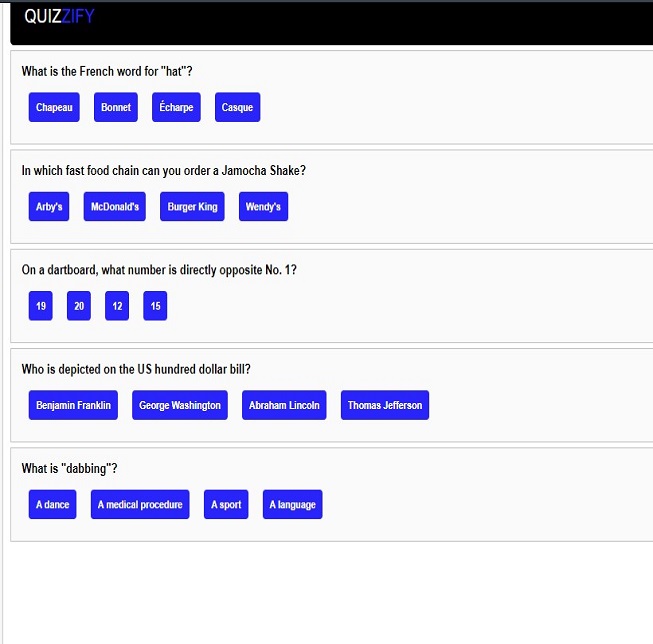 QUIZZIFY
What is the French word for "hat"?
Chapeau Bonnet Écharpe Casque
In which fast food chain can you order a Jamocha Shake?
Arby's McDonald's Burger King Wendy's
On a dartboard, what number is directly opposite No. 1?
19 20 12 15
Who is depicted on the US hundred dollar bill?
Benjamin Franklin George Washington Abraham Lincoln Thomas Jefferson
What is "dabbing"?
A dance A medical procedure A sport A language